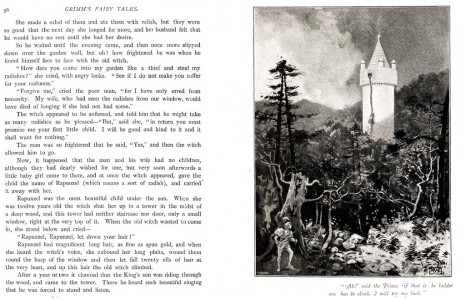 56 GRIMM'S FAIRY TALES.
She made a salad of them and ate them with relish, but they were
so good that the next day she longed for more, and her husband felt that
he would have no rest until she had her desire.
So he waited until the evening came, and then once more slipped
down over the garden wall, but oh! how frightened he was when he
found himself face to face with the old witch.
"How dare you come into my garden like a thief and steal my
radishes?" she cried, with angry looks. "See if I do not make you suffer
for your rashness."
"Forgive me," cried the poor man, "for I have only erred from
necessity. My wife, who had seen the radishes from our window, would
have died of longing if she had not had some."
The witch appeared to be softened, and told him that he might take
as many radishes as he pleased—"But," said she, "in return you must
promise me your first little child. I will be good and kind to it and it
shall want for nothing."
The man was so frightened that he said, "Yes," and then the witch
allowed him to go.
Now, it happened that the man and his wife had no children,
although they had dearly wished for one, but very soon afterwards a
little baby girl came to them, and at once the witch appeared, gave the
child the name of Rapunzel (which means a sort of radish), and carried
it away with her.
Rapunzel was the most beautiful child under the sun. When she
was twelve years old the witch shut her up in a tower in the midst of
a deep wood, and this tower had neither staircase nor door, only a small
window, right at the very top of it. When the old witch wanted to come
in, she stood below and cried—
"Rapunzel, Rapunzel, let down your hair!"
Rapunzel had magnificent long hair, as fine as spun gold, and when
she heard the witch's voice, she unbound her long plaits, wound them
round the hasp of the window and then let fall twenty ells of hair at
the very least, and up this hair the old witch climbed.
After a year or two it chanced that the King's son was riding through
the wood, and came to the tower. There he heard such beautiful singing
that he was forced to stand and listen.
"'Ah!' said the Prince, 'if that is the ladder
one has to climb, I will try my luck.'"